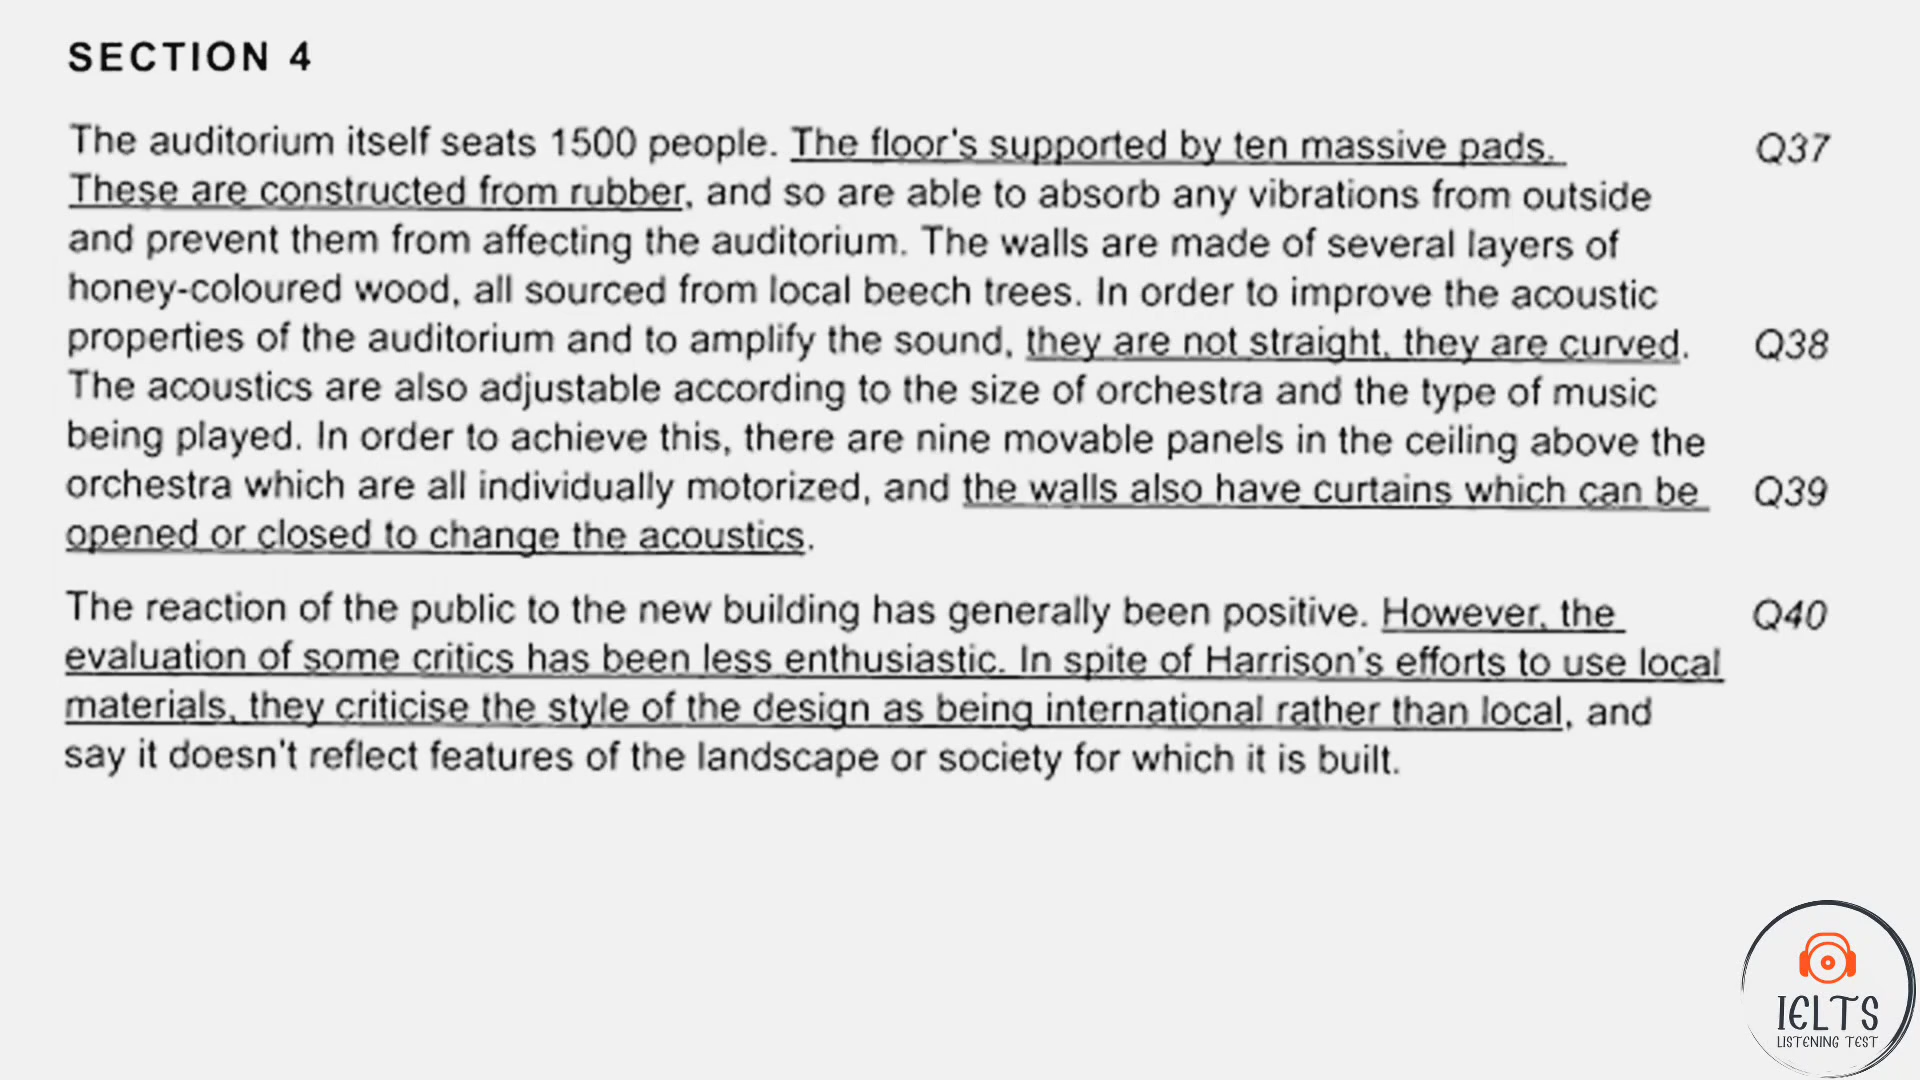 SECTION 4
The auditorium itself seats 1500 people. The floor's supported by ten massive pads. Q37
These are constructed from rubber, and so are able to absorb any vibrations from outside
and prevent them from affecting the auditorium. The walls are made of several layers of
honey-coloured wood, all sourced from local beech trees. In order to improve the acoustic
properties of the auditorium and to amplify the sound, they are not straight, they are curved. Q38
The acoustics are also adjustable according to the size of orchestra and the type of music
being played. In order to achieve this, there are nine movable panels in the ceiling above the
orchestra which are all individually motorized, and the walls also have curtains which can be Q39
opened or closed to change the acoustics.
The reaction of the public to the new building has generally been positive. However, the Q40
evaluation of some critics has been less enthusiastic. In spite of Harrison's efforts to use local
materials, they criticise the style of the design as being international rather than local, and
say it doesn't reflect features of the landscape or society for which it is built.
IELTS
LISTENING TEST